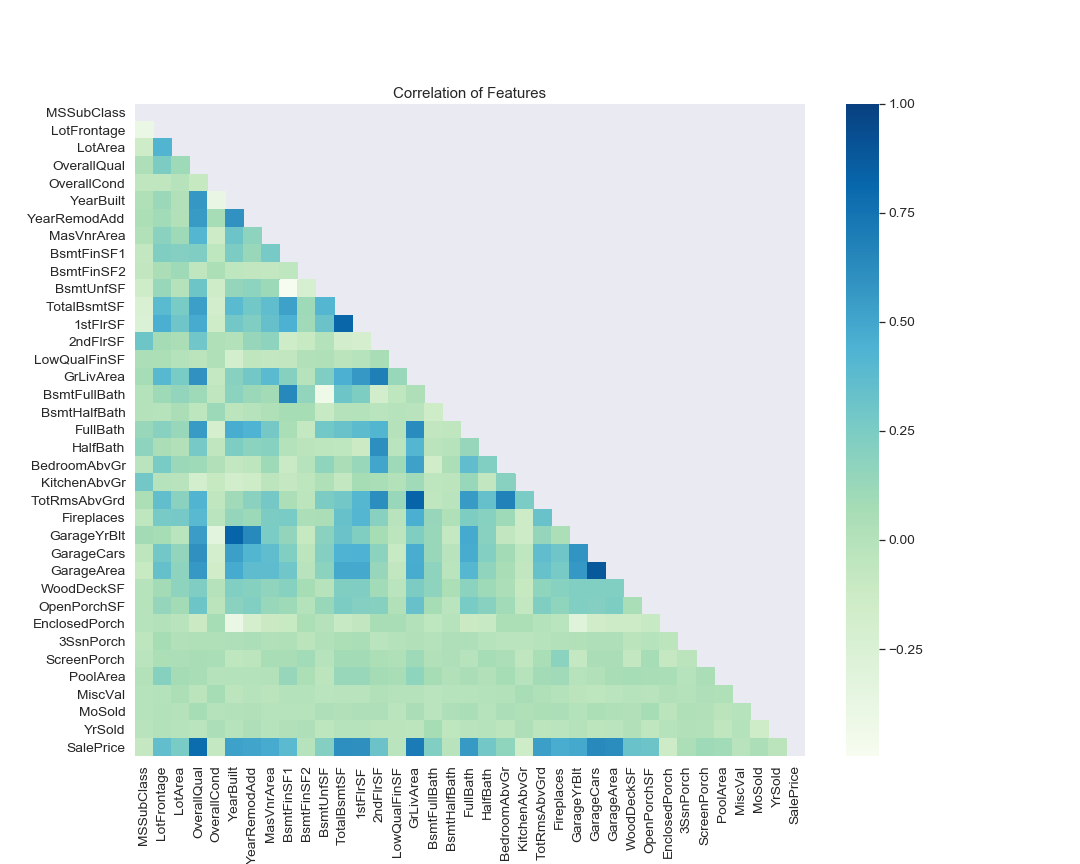 Correlation of Features
MSSubClass
LotFrontage
LotArea
OverallQual
OverallCond
YearBuilt
YearRemodAdd
MasVnrArea
BsmtFinSF1
BsmtFinSF2
BsmtUnfSF
TotalBsmtSF
1stFlrSF
2ndFlrSF
LowQualFinSF
GrLivArea
BsmtFullBath
BsmtHalfBath
FullBath
HalfBath
BedroomAbvGr
KitchenAbvGr
TotRmsAbvGrd
Fireplaces
GarageYrBlt
GarageCars
GarageArea
WoodDeckSF
OpenPorchSF
EnclosedPorch
3SsnPorch
ScreenPorch
PoolArea
MiscVal
MoSold
YrSold
SalePrice
MSSubClass
LotFrontage
LotArea
OverallQual
OverallCond
YearBuilt
YearRemodAdd
MasVnrArea
BsmtFinSF1
BsmtFinSF2
BsmtUnfSF
TotalBsmtSF
1stFlrSF
2ndFlrSF
LowQualFinSF
GrLivArea
BsmtFullBath
BsmtHalfBath
FullBath
HalfBath
BedroomAbvGr
KitchenAbvGr
TotRmsAbvGrd
Fireplaces
GarageYrBlt
GarageCars
GarageArea
WoodDeckSF
OpenPorchSF
EnclosedPorch
3SsnPorch
ScreenPorch
PoolArea
MiscVal
MoSold
YrSold
SalePrice
1.00
0.75
0.50
0.25
0.00
−0.25